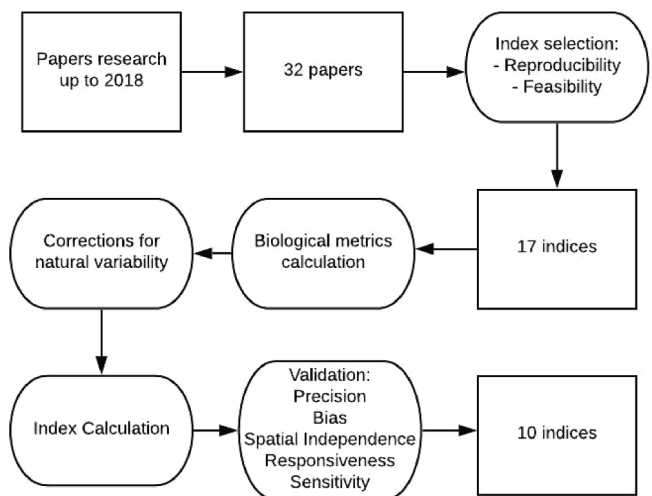 Papers research
up to 2018
32 papers
Index selection:
- Reproducibility
- Feasibility
17 indices
Biological metrics
calculation
Corrections for
natural variability
Index Calculation
Validation:
Precision
Bias
Spatial Independence
Responsiveness
Sensitivity
10 indices